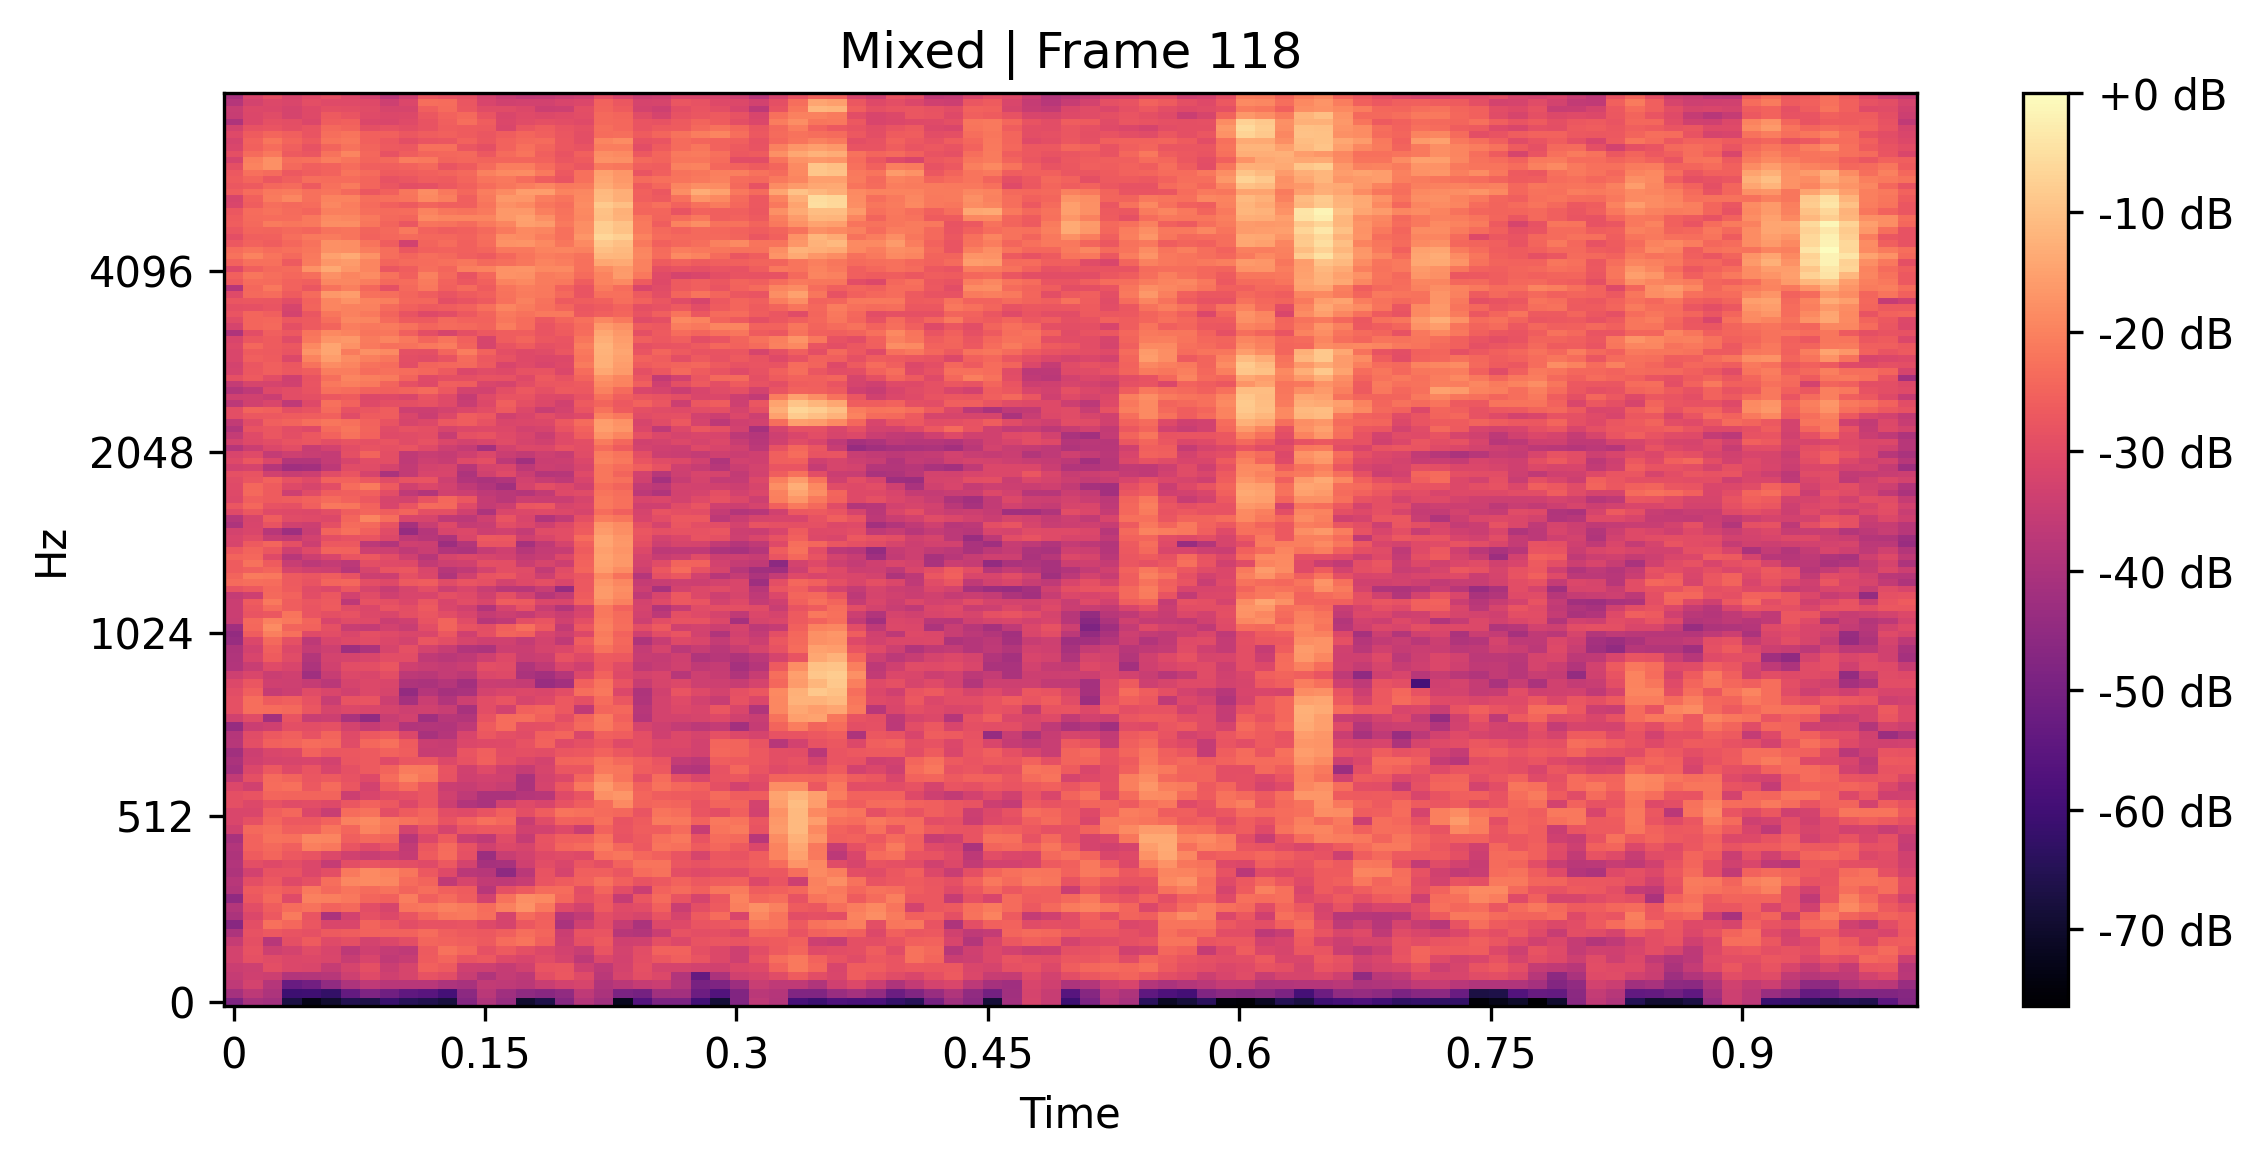 Mixed | Frame 118
+0 dB
-10 dB
-20 dB
-30 dB
-40 dB
-50 dB
-60 dB
-70 dB
Hz
4096
2048
1024
512
0
0 0.15 0.3 0.45 0.6 0.75 0.9
Time